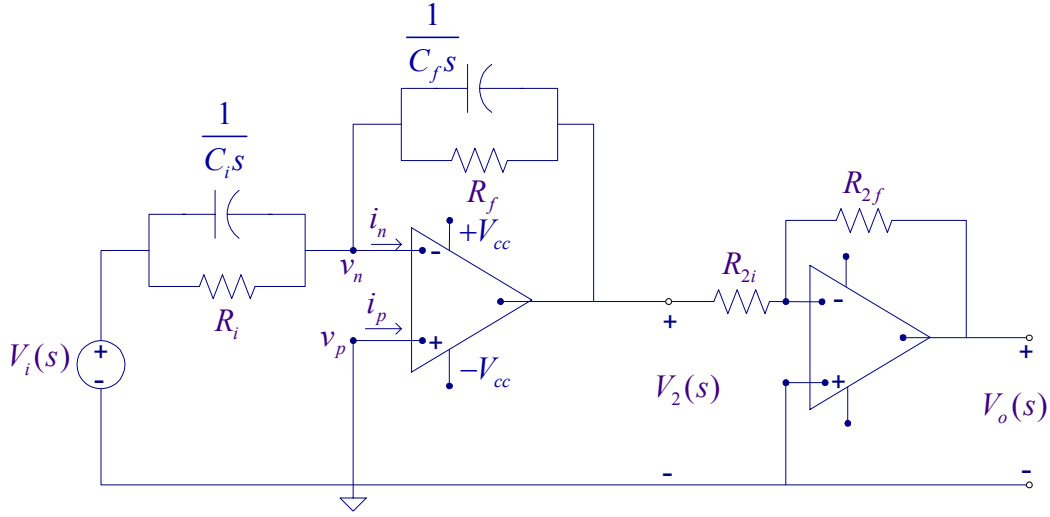 1
C_f s
1
C_i s
R_f
R_i
i_n
+V_cc
v_n
-
i_p
v_p
+
−V_cc
V_i(s)
+
-
R_2f
R_2i
-
+
+
V_2(s)
-
+
V_o(s)
-